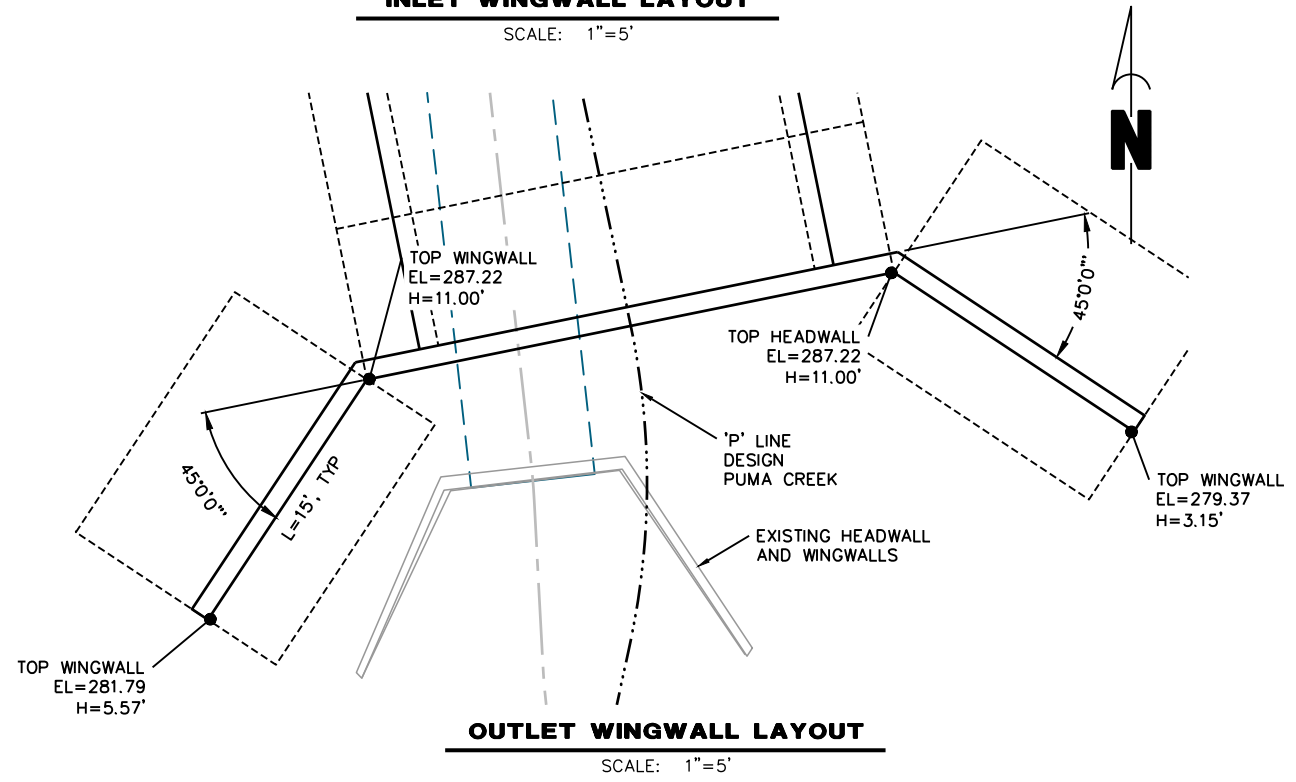 INLET WINGWALL LAYOUT
SCALE: 1"=5'
N
TOP WINGWALL
EL=287.22
H=11.00'
45°0'0"'
TOP HEADWALL
EL=287.22
H=11.00'
45°0'0"'
L=15', TYP
'P' LINE
DESIGN
PUMA CREEK
TOP WINGWALL
EL=279.37
H=3.15'
EXISTING HEADWALL
AND WINGWALLS
TOP WINGWALL
EL=281.79
H=5.57'
OUTLET WINGWALL LAYOUT
SCALE: 1"=5'